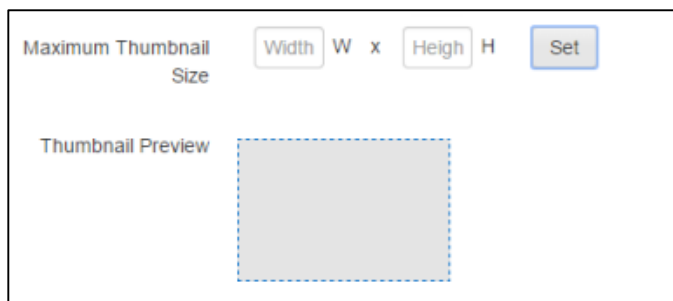 Maximum Thumbnail Size
Width W x Heigh H Set
Thumbnail Preview